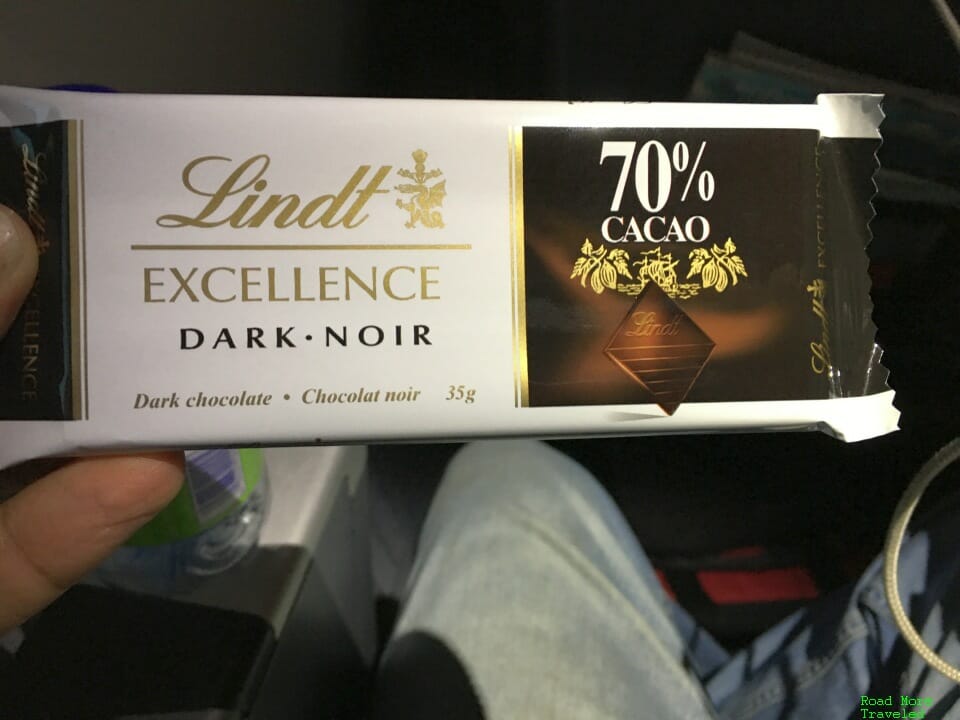 Lindt
EXCELLENCE
DARK·NOIR
Dark chocolate • Chocolat noir 35g
70%
CACAO
Lindt
Lindt
EXCELLENCE
Lindt
EXCELLENCE
Road More
Traveled